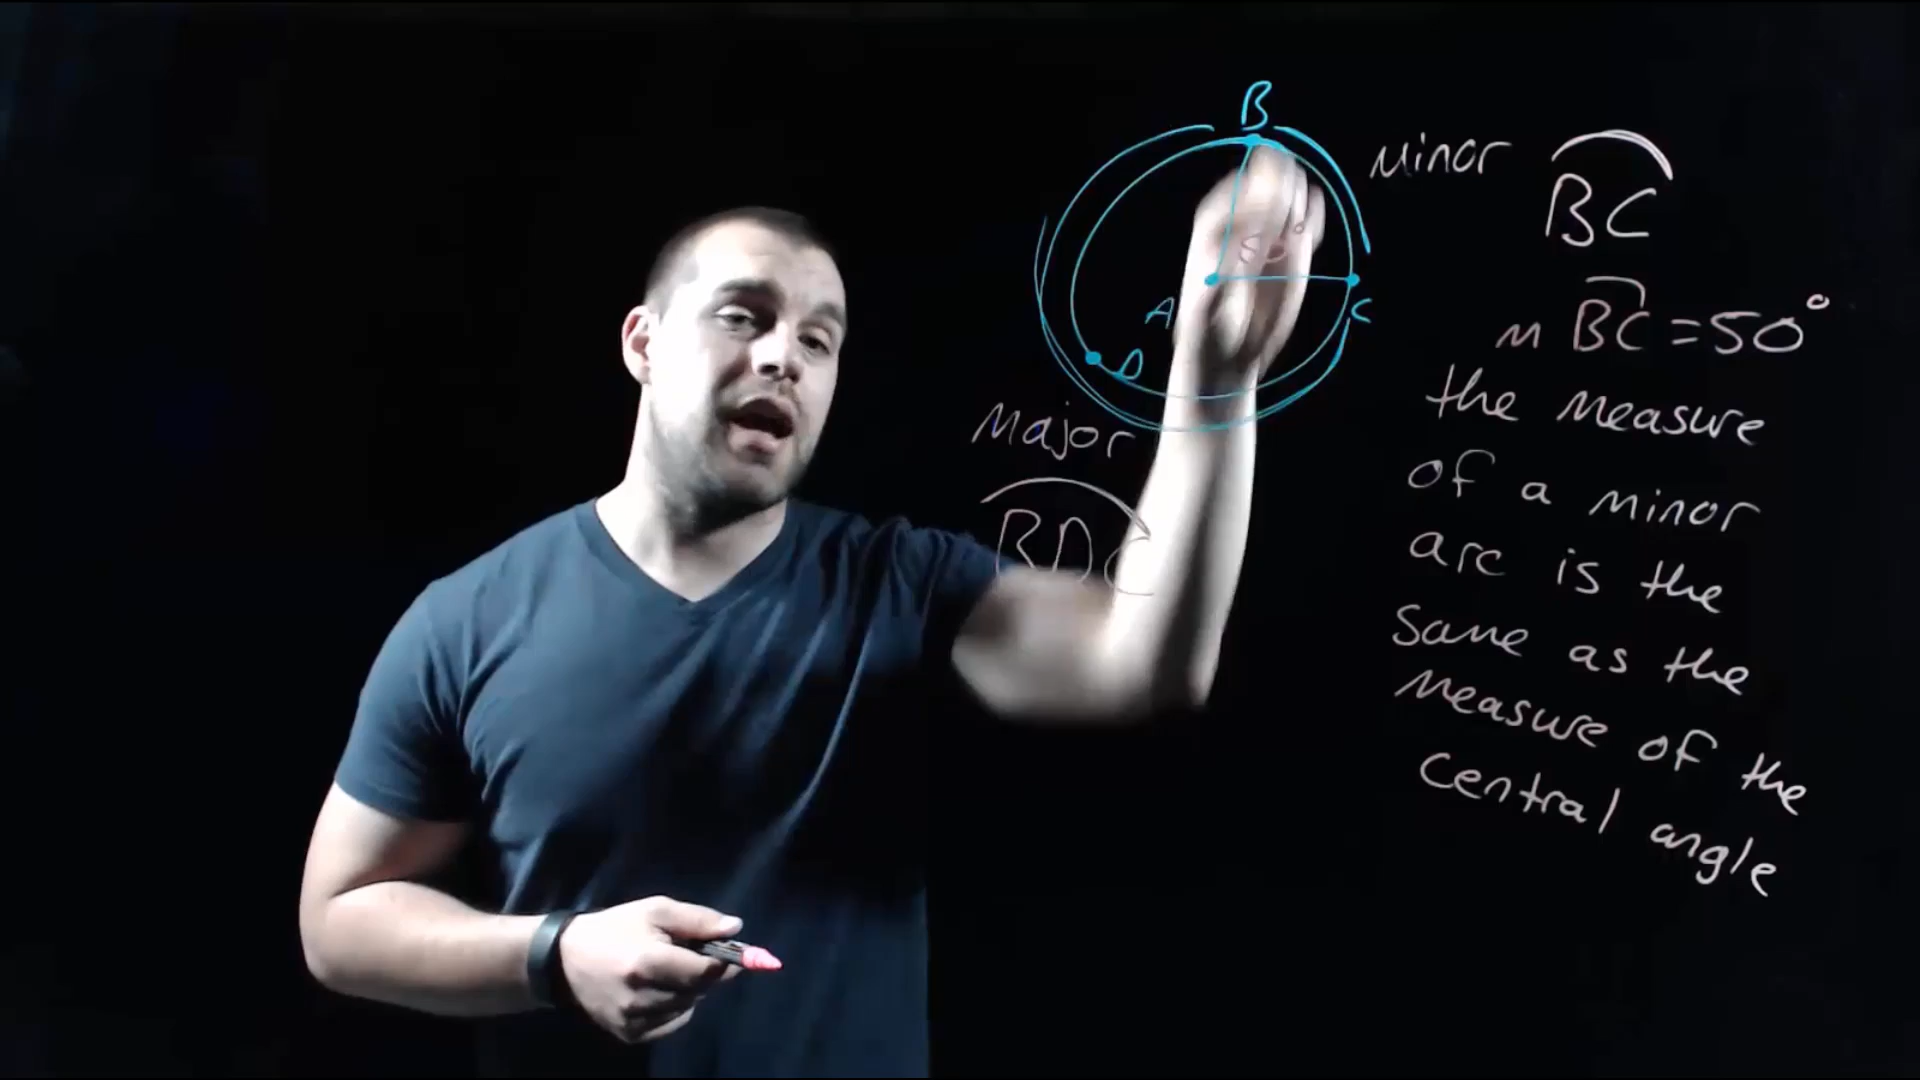 B
Minor
BC
m BC = 50°
50°
A
C
D
Major
BDC
the measure
of a minor
arc is the
same as the
measure of the
central angle